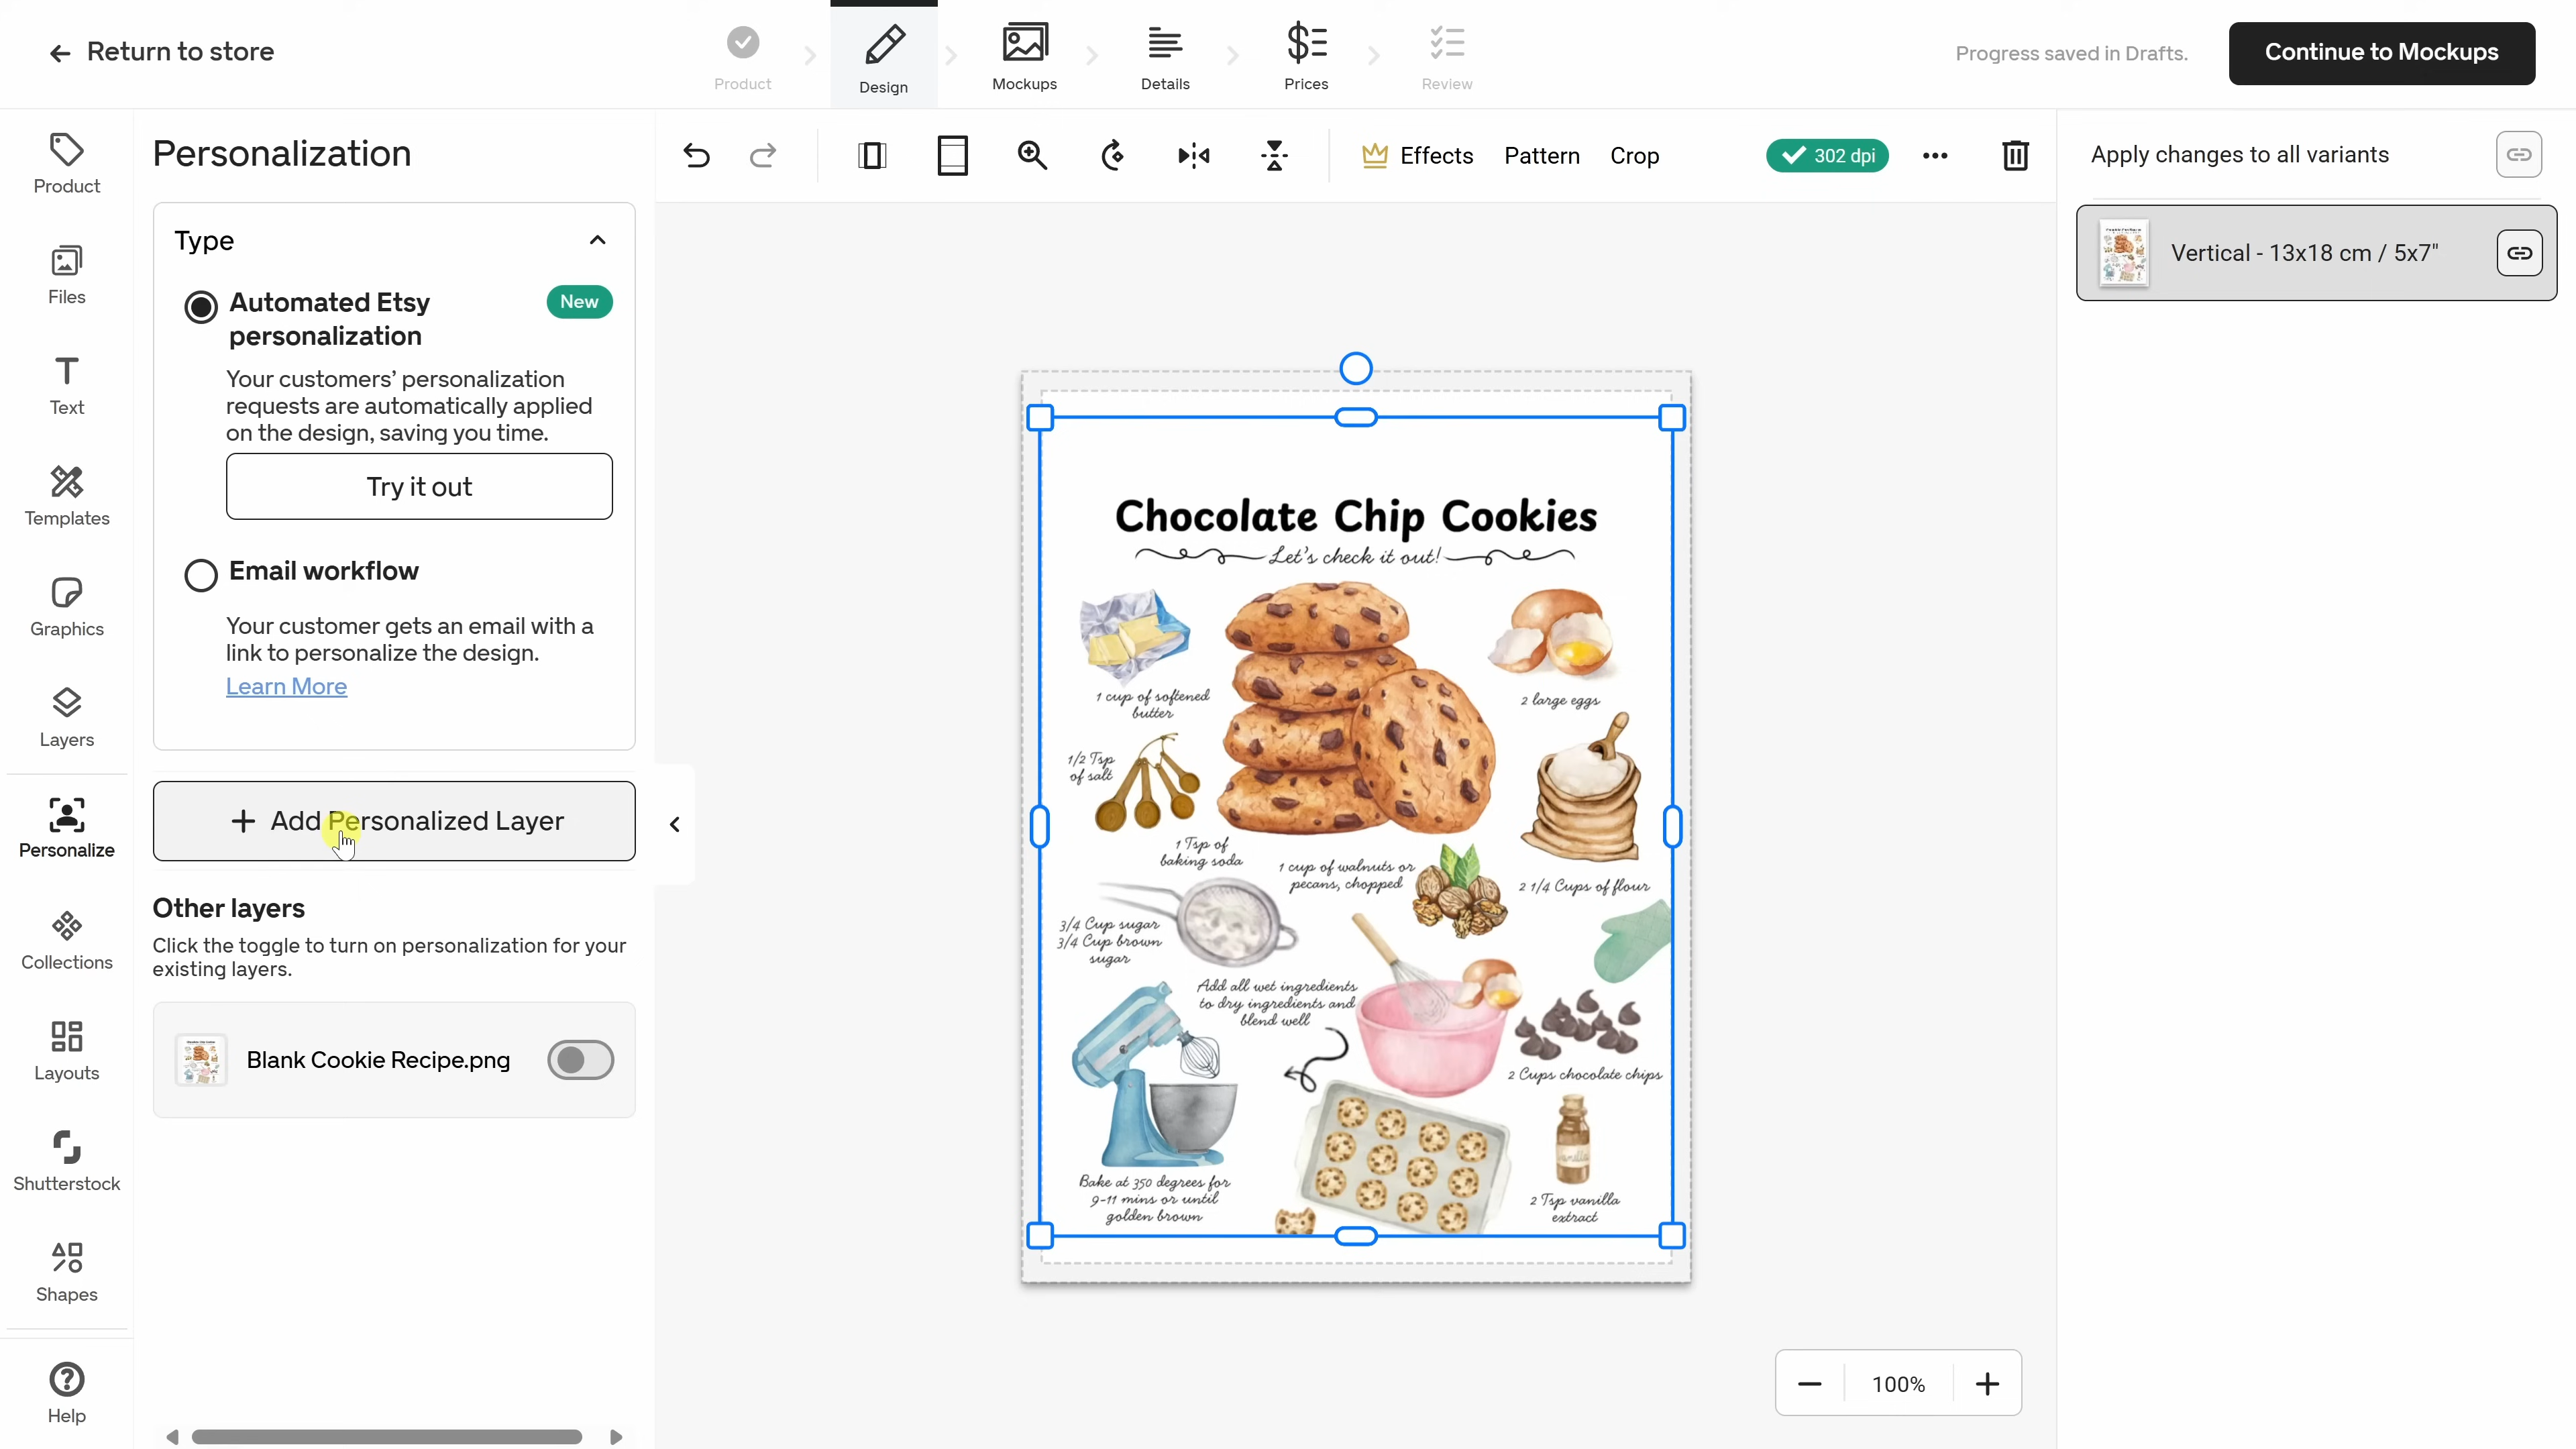 Return to store
Product
Design
Mockups
Details
Prices
Review
Progress saved in Drafts.
Continue to Mockups
Product
Files
Text
Templates
Graphics
Layers
Personalize
Collections
Layouts
Shutterstock
Shapes
Help
Personalization
Type
Automated Etsy
personalization
New
Your customers' personalization
requests are automatically applied
on the design, saving you time.
Try it out
Email workflow
Your customer gets an email with a
link to personalize the design.
Learn More
+ Add Personalized Layer
Other layers
Click the toggle to turn on personalization for your
existing layers.
Blank Cookie Recipe.png
Effects
Pattern
Crop
302 dpi
Apply changes to all variants
Vertical - 13x18 cm / 5x7"
Chocolate Chip Cookies
Let's check it out!
1 cup of softened
butter
2 large eggs
1/2 Tsp
of salt
1 Tsp of
baking soda
1 cup of walnuts or
pecans, chopped
2 1/4 Cups of flour
3/4 Cup sugar
3/4 Cup brown
sugar
Add all wet ingredients
to dry ingredients and
blend well
2 Cups chocolate chips
vanilla
Bake at 350 degrees for
9-11 mins or until
golden brown
2 Tsp vanilla
extract
100%